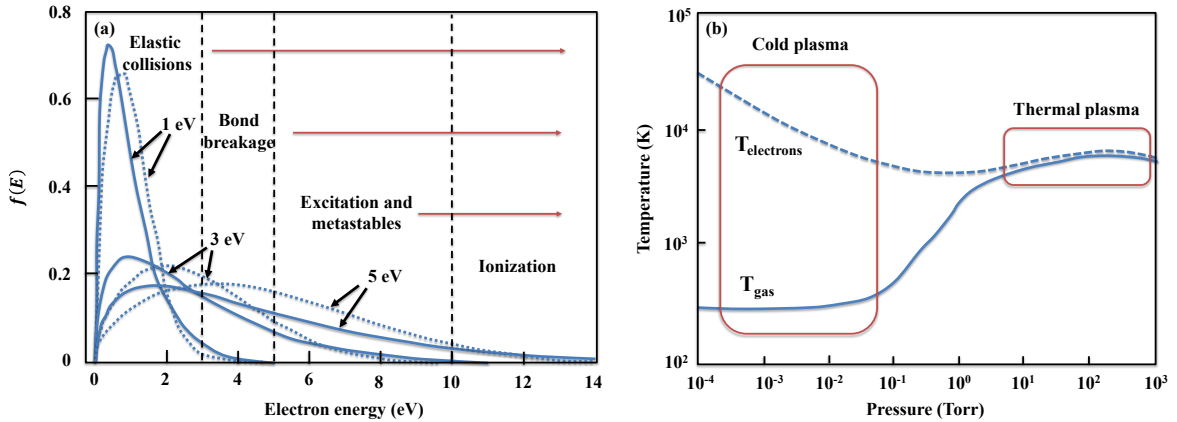 (a)
Elastic
collisions
Bond
breakage
Excitation and
metastables
Ionization
1 eV
3 eV
5 eV
f(E)
0.8
0.6
0.4
0.2
0
0 2 4 6 8 10 12 14
Electron energy (eV)
(b)
Cold plasma
Thermal plasma
T_electrons
T_gas
Temperature (K)
10⁵
10⁴
10³
10²
10⁻⁴ 10⁻³ 10⁻² 10⁻¹ 10⁰ 10¹ 10² 10³
Pressure (Torr)